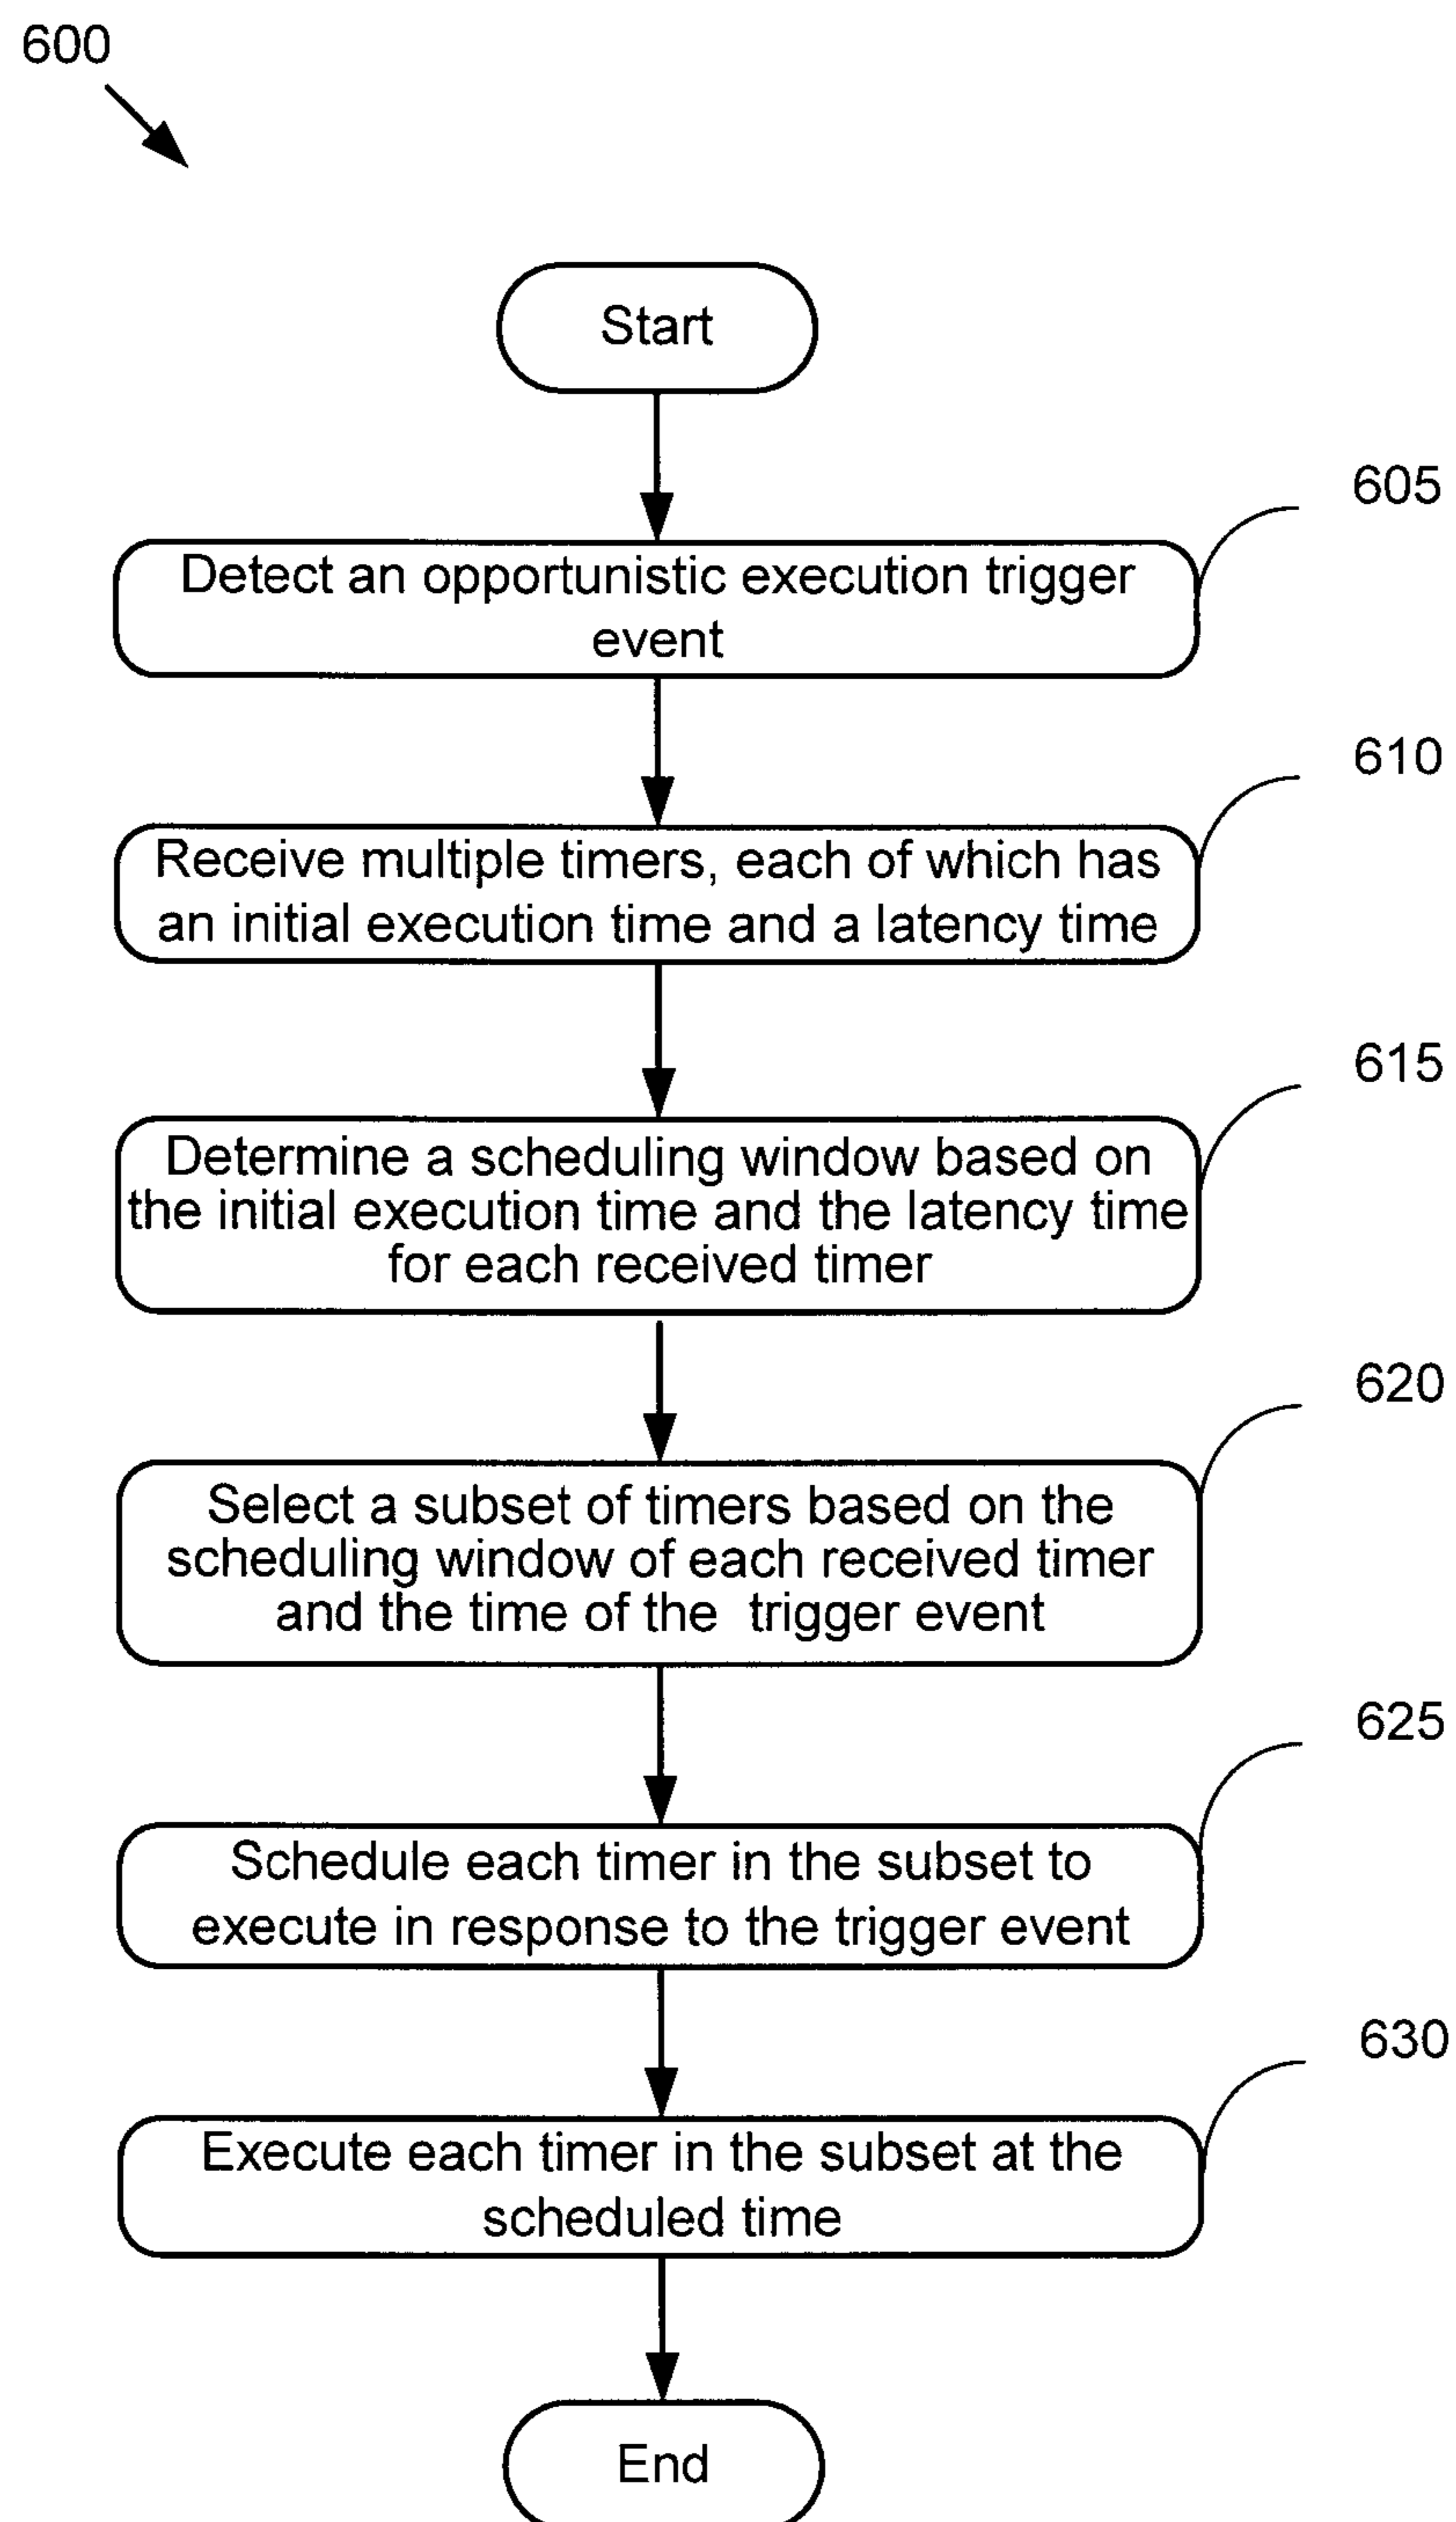 600
Start
605
Detect an opportunistic execution trigger
event
610
Receive multiple timers, each of which has
an initial execution time and a latency time
615
Determine a scheduling window based on
the initial execution time and the latency time
for each received timer
620
Select a subset of timers based on the
scheduling window of each received timer
and the time of the trigger event
625
Schedule each timer in the subset to
execute in response to the trigger event
630
Execute each timer in the subset at the
scheduled time
End